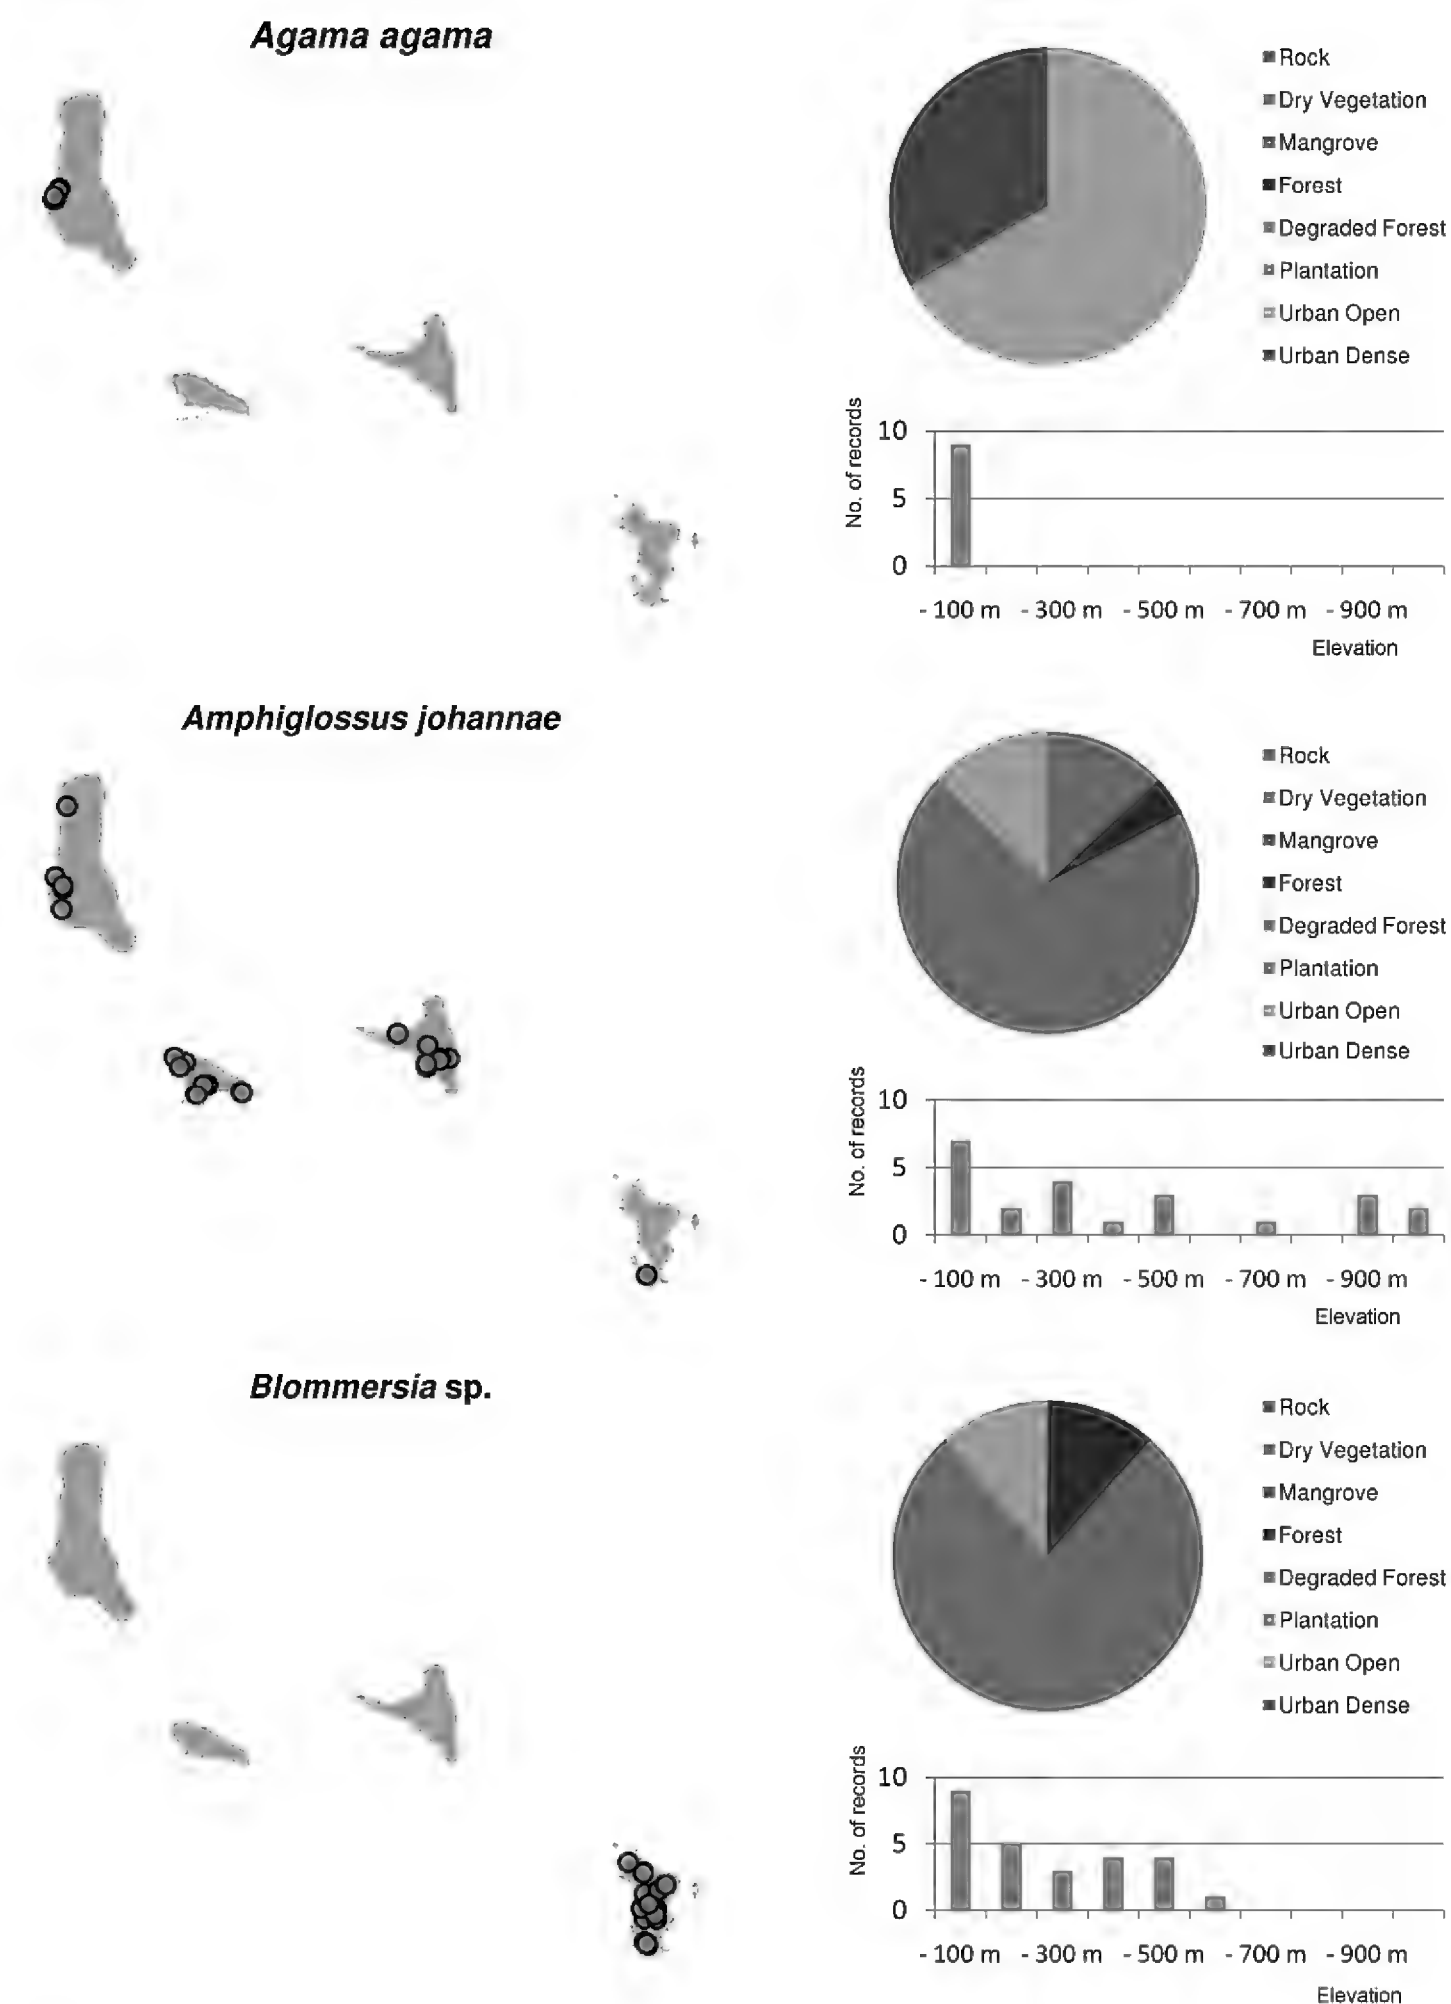 Agama agama
Rock
Dry Vegetation
Mangrove
Forest
Degraded Forest
Plantation
Urban Open
Urban Dense
No. of records
10
5
0
- 100 m - 300 m - 500 m - 700 m - 900 m
Elevation
Amphiglossus johannae
Rock
Dry Vegetation
Mangrove
Forest
Degraded Forest
Plantation
Urban Open
Urban Dense
No. of records
10
5
0
- 100 m - 300 m - 500 m - 700 m - 900 m
Elevation
Blommersia sp.
Rock
Dry Vegetation
Mangrove
Forest
Degraded Forest
Plantation
Urban Open
Urban Dense
No. of records
10
5
0
- 100 m - 300 m - 500 m - 700 m - 900 m
Elevation